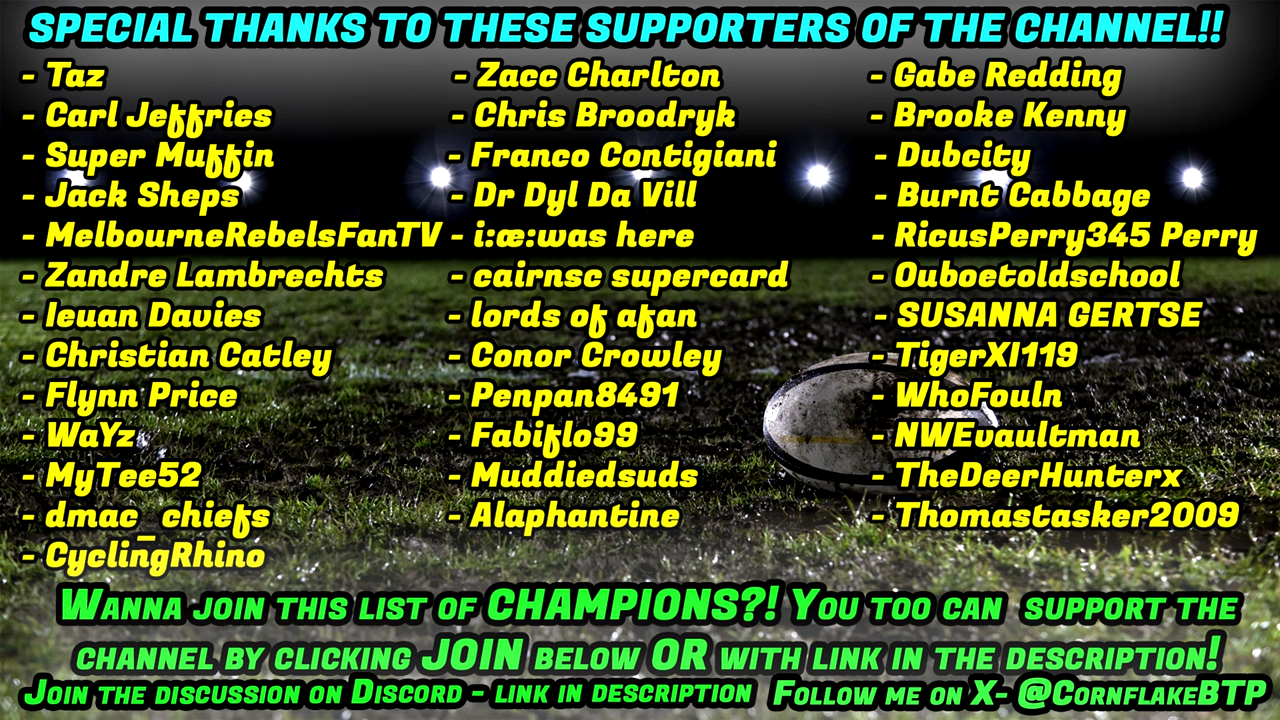 SPECIAL THANKS TO THESE SUPPORTERS OF THE CHANNEL!!
- Taz
- Carl Jeffries
- Super Muffin
- Jack Sheps
- MelbourneRebelsFanTV
- Zandre Lambrechts
- Ieuan Davies
- Christian Catley
- Flynn Price
- WaYz
- MyTee52
- dmac_chiefs
- CyclingRhino
- Zacc Charlton
- Chris Broodryk
- Franco Contigiani
- Dr Dyl Da Vill
- i:æ:was here
- cairnsc supercard
- lords of afan
- Conor Crowley
- Penpan8491
- Fabiflo99
- Muddiedsuds
- Alaphantine
- Gabe Redding
- Brooke Kenny
- Dubcity
- Burnt Cabbage
- RicusPerry345 Perry
- Ouboetoldschool
- SUSANNA GERTSE
- TigerXI119
- WhoFouln
- NWEvaultman
- TheDeerHunterx
- Thomastasker2009
WANNA JOIN THIS LIST OF CHAMPIONS?! YOU TOO CAN SUPPORT THE
CHANNEL BY CLICKING JOIN BELOW OR WITH LINK IN THE DESCRIPTION!
JOIN THE DISCUSSION ON DISCORD - LINK IN DESCRIPTION
FOLLOW ME ON X- @CORNFLAKEBTP